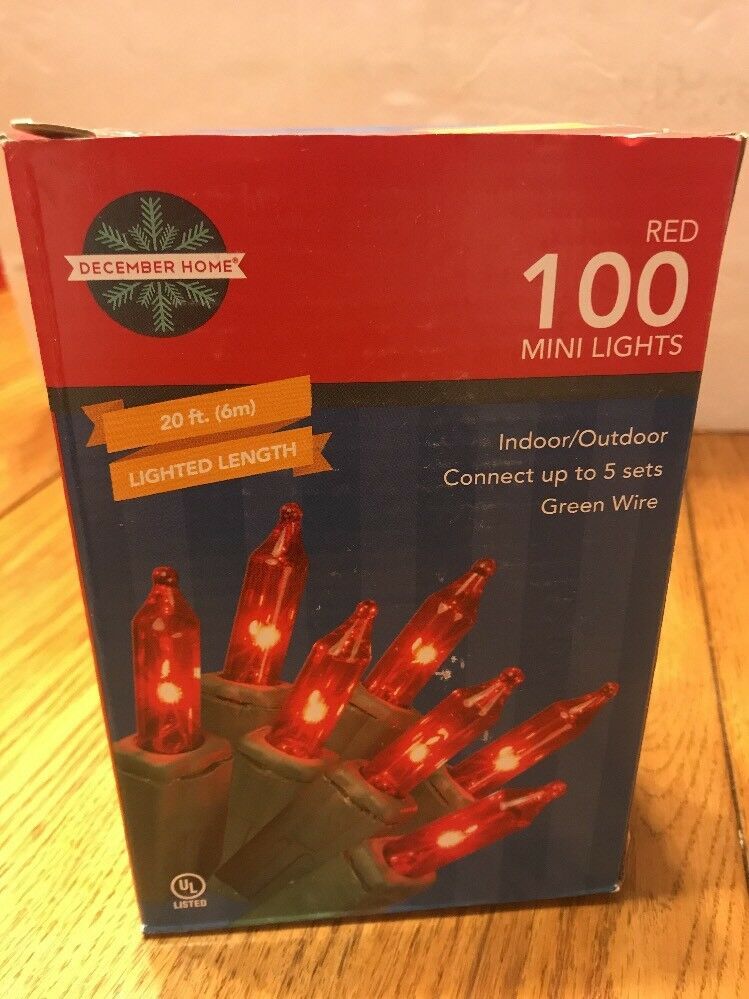 DECEMBER HOME®
RED
100
MINI LIGHTS
20 ft. (6m)
LIGHTED LENGTH
Indoor/Outdoor
Connect up to 5 sets
Green Wire
UL
LISTED